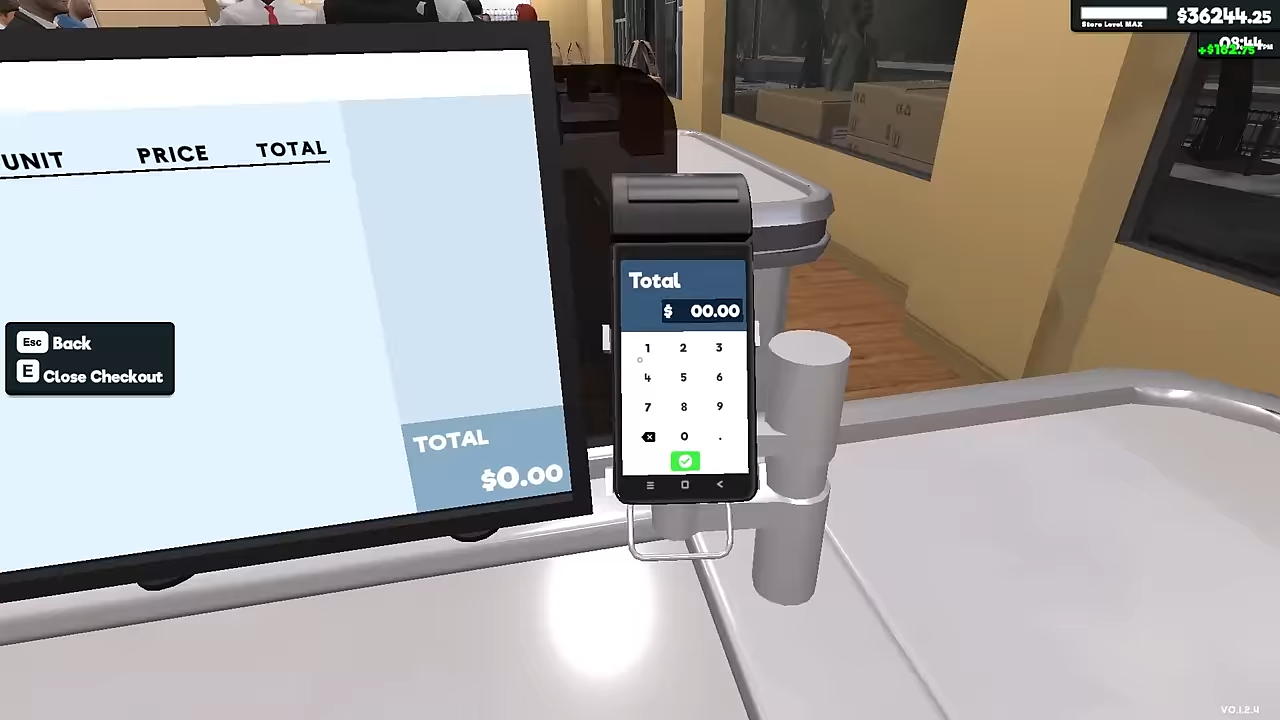 Store Level MAX
$36244.25
UNIT PRICE TOTAL
Total
$ 00.00
1 2 3
4 5 6
7 8 9
0 .
Esc Back
E Close Checkout
TOTAL
$0.00
V0.1.2.4